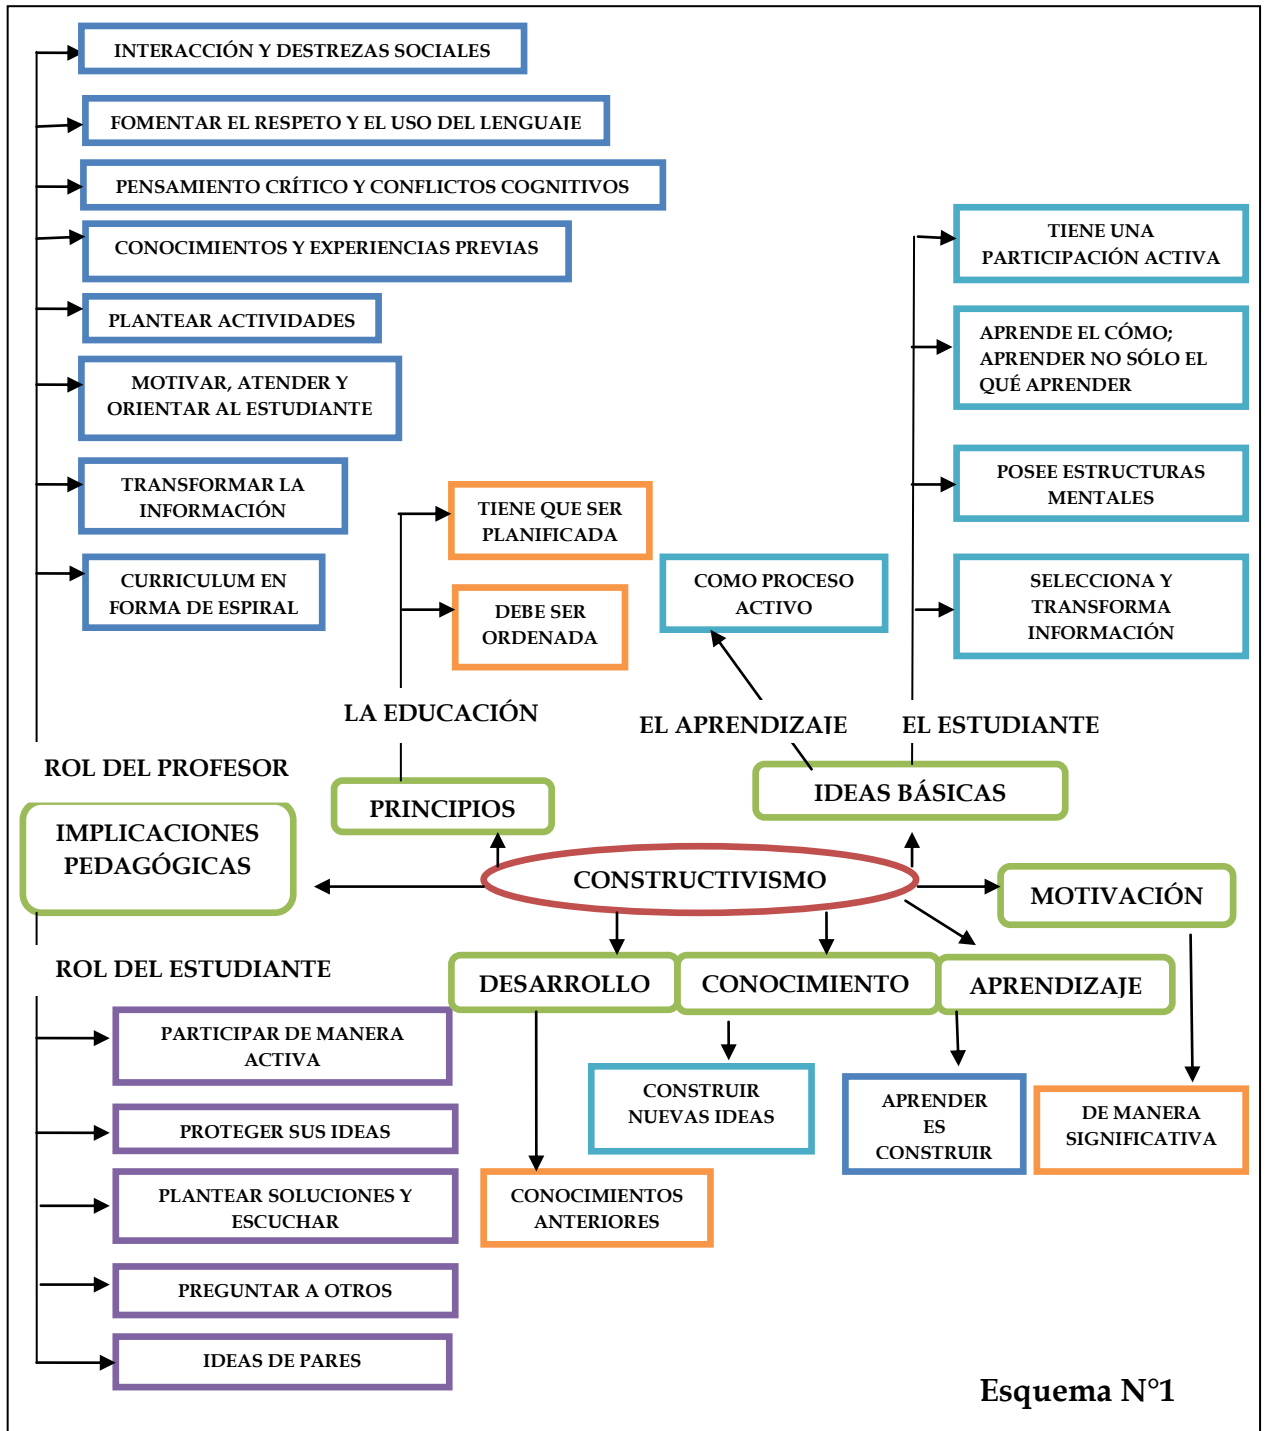 INTERACCIÓN Y DESTREZAS SOCIALES
FOMENTAR EL RESPETO Y EL USO DEL LENGUAJE
PENSAMIENTO CRÍTICO Y CONFLICTOS COGNITIVOS
CONOCIMIENTOS Y EXPERIENCIAS PREVIAS
PLANTEAR ACTIVIDADES
MOTIVAR, ATENDER Y
ORIENTAR AL ESTUDIANTE
TRANSFORMAR LA
INFORMACIÓN
CURRICULUM EN
FORMA DE ESPIRAL
TIENE QUE SER
PLANIFICADA
DEBE SER
ORDENADA
COMO PROCESO
ACTIVO
TIENE UNA
PARTICIPACIÓN ACTIVA
APRENDE EL CÓMO;
APRENDER NO SÓLO EL
QUÉ APRENDER
POSEE ESTRUCTURAS
MENTALES
SELECCIONA Y
TRANSFORMA
INFORMACIÓN
LA EDUCACIÓN
EL APRENDIZAJE
EL ESTUDIANTE
ROL DEL PROFESOR
PRINCIPIOS
IDEAS BÁSICAS
IMPLICACIONES
PEDAGÓGICAS
CONSTRUCTIVISMO
MOTIVACIÓN
ROL DEL ESTUDIANTE
DESARROLLO
CONOCIMIENTO
APRENDIZAJE
PARTICIPAR DE MANERA
ACTIVA
PROTEGER SUS IDEAS
PLANTEAR SOLUCIONES Y
ESCUCHAR
PREGUNTAR A OTROS
IDEAS DE PARES
CONOCIMIENTOS
ANTERIORES
CONSTRUIR
NUEVAS IDEAS
APRENDER
ES
CONSTRUIR
DE MANERA
SIGNIFICATIVA
Esquema N°1